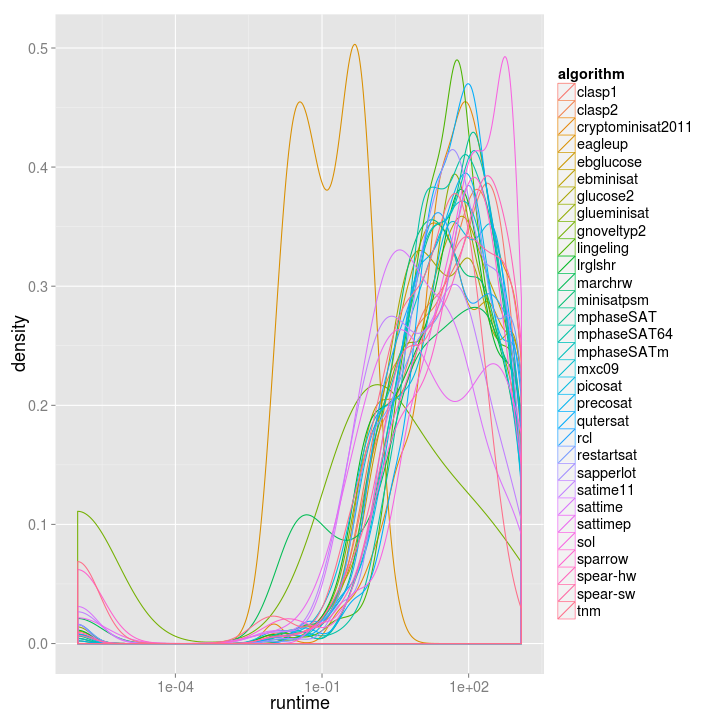 0.5
0.4
0.3
0.2
0.1
0.0
density
1e-04
1e-01
1e+02
runtime
algorithm
clasp1
clasp2
cryptominisat2011
eagleup
ebglucose
ebminisat
glucose2
glueminisat
gnoveltyp2
lingeling
lrglshr
marchrw
minisatpsm
mphaseSAT
mphaseSAT64
mphaseSATm
mxc09
picosat
precosat
qutersat
rcl
restartsat
sapperlot
satime11
sattime
sattimep
sol
sparrow
spear-hw
spear-sw
tnm